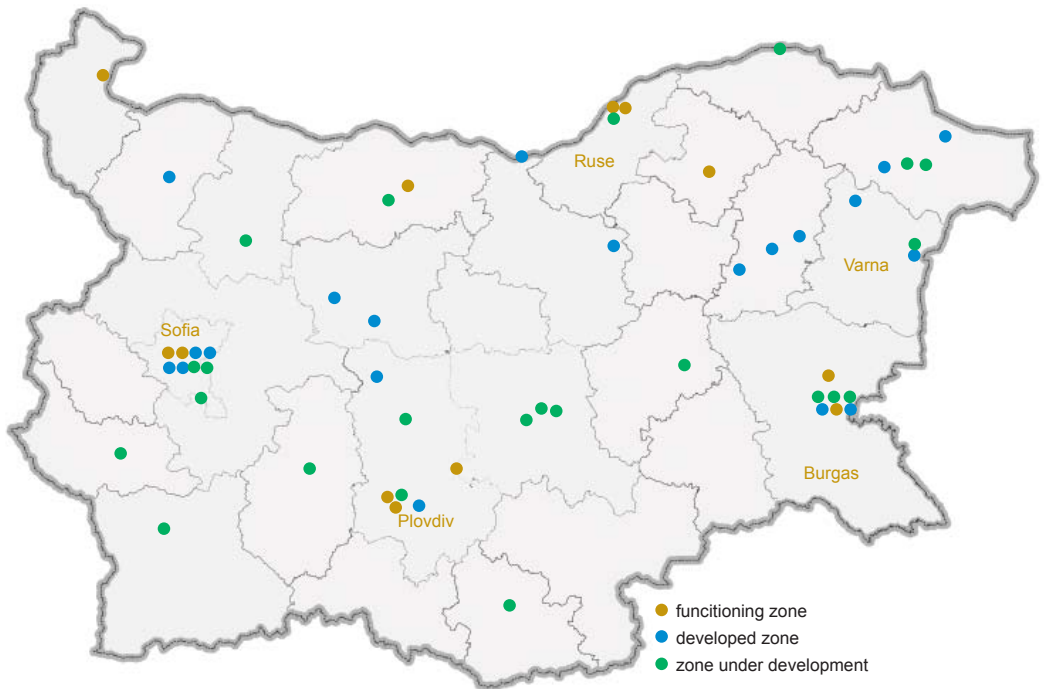 Ruse
Varna
Sofia
Burgas
Plovdiv
funcitioning zone
developed zone
zone under development